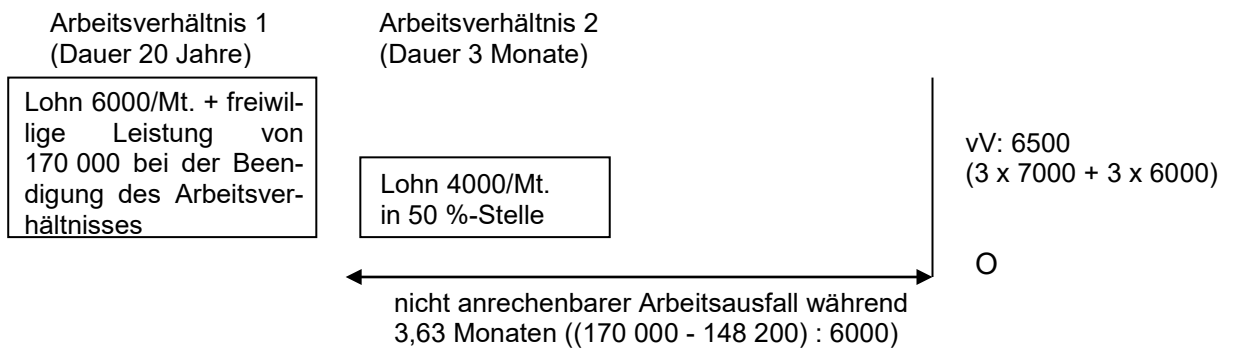 Arbeitsverhältnis 1
(Dauer 20 Jahre)
Arbeitsverhältnis 2
(Dauer 3 Monate)
Lohn 6000/Mt. + freiwil-
lige Leistung von
170 000 bei der Been-
digung des Arbeitsver-
hältnisses
Lohn 4000/Mt.
in 50 %-Stelle
vV: 6500
(3 x 7000 + 3 x 6000)
O
nicht anrechenbarer Arbeitsausfall während
3,63 Monaten ((170 000 - 148 200) : 6000)